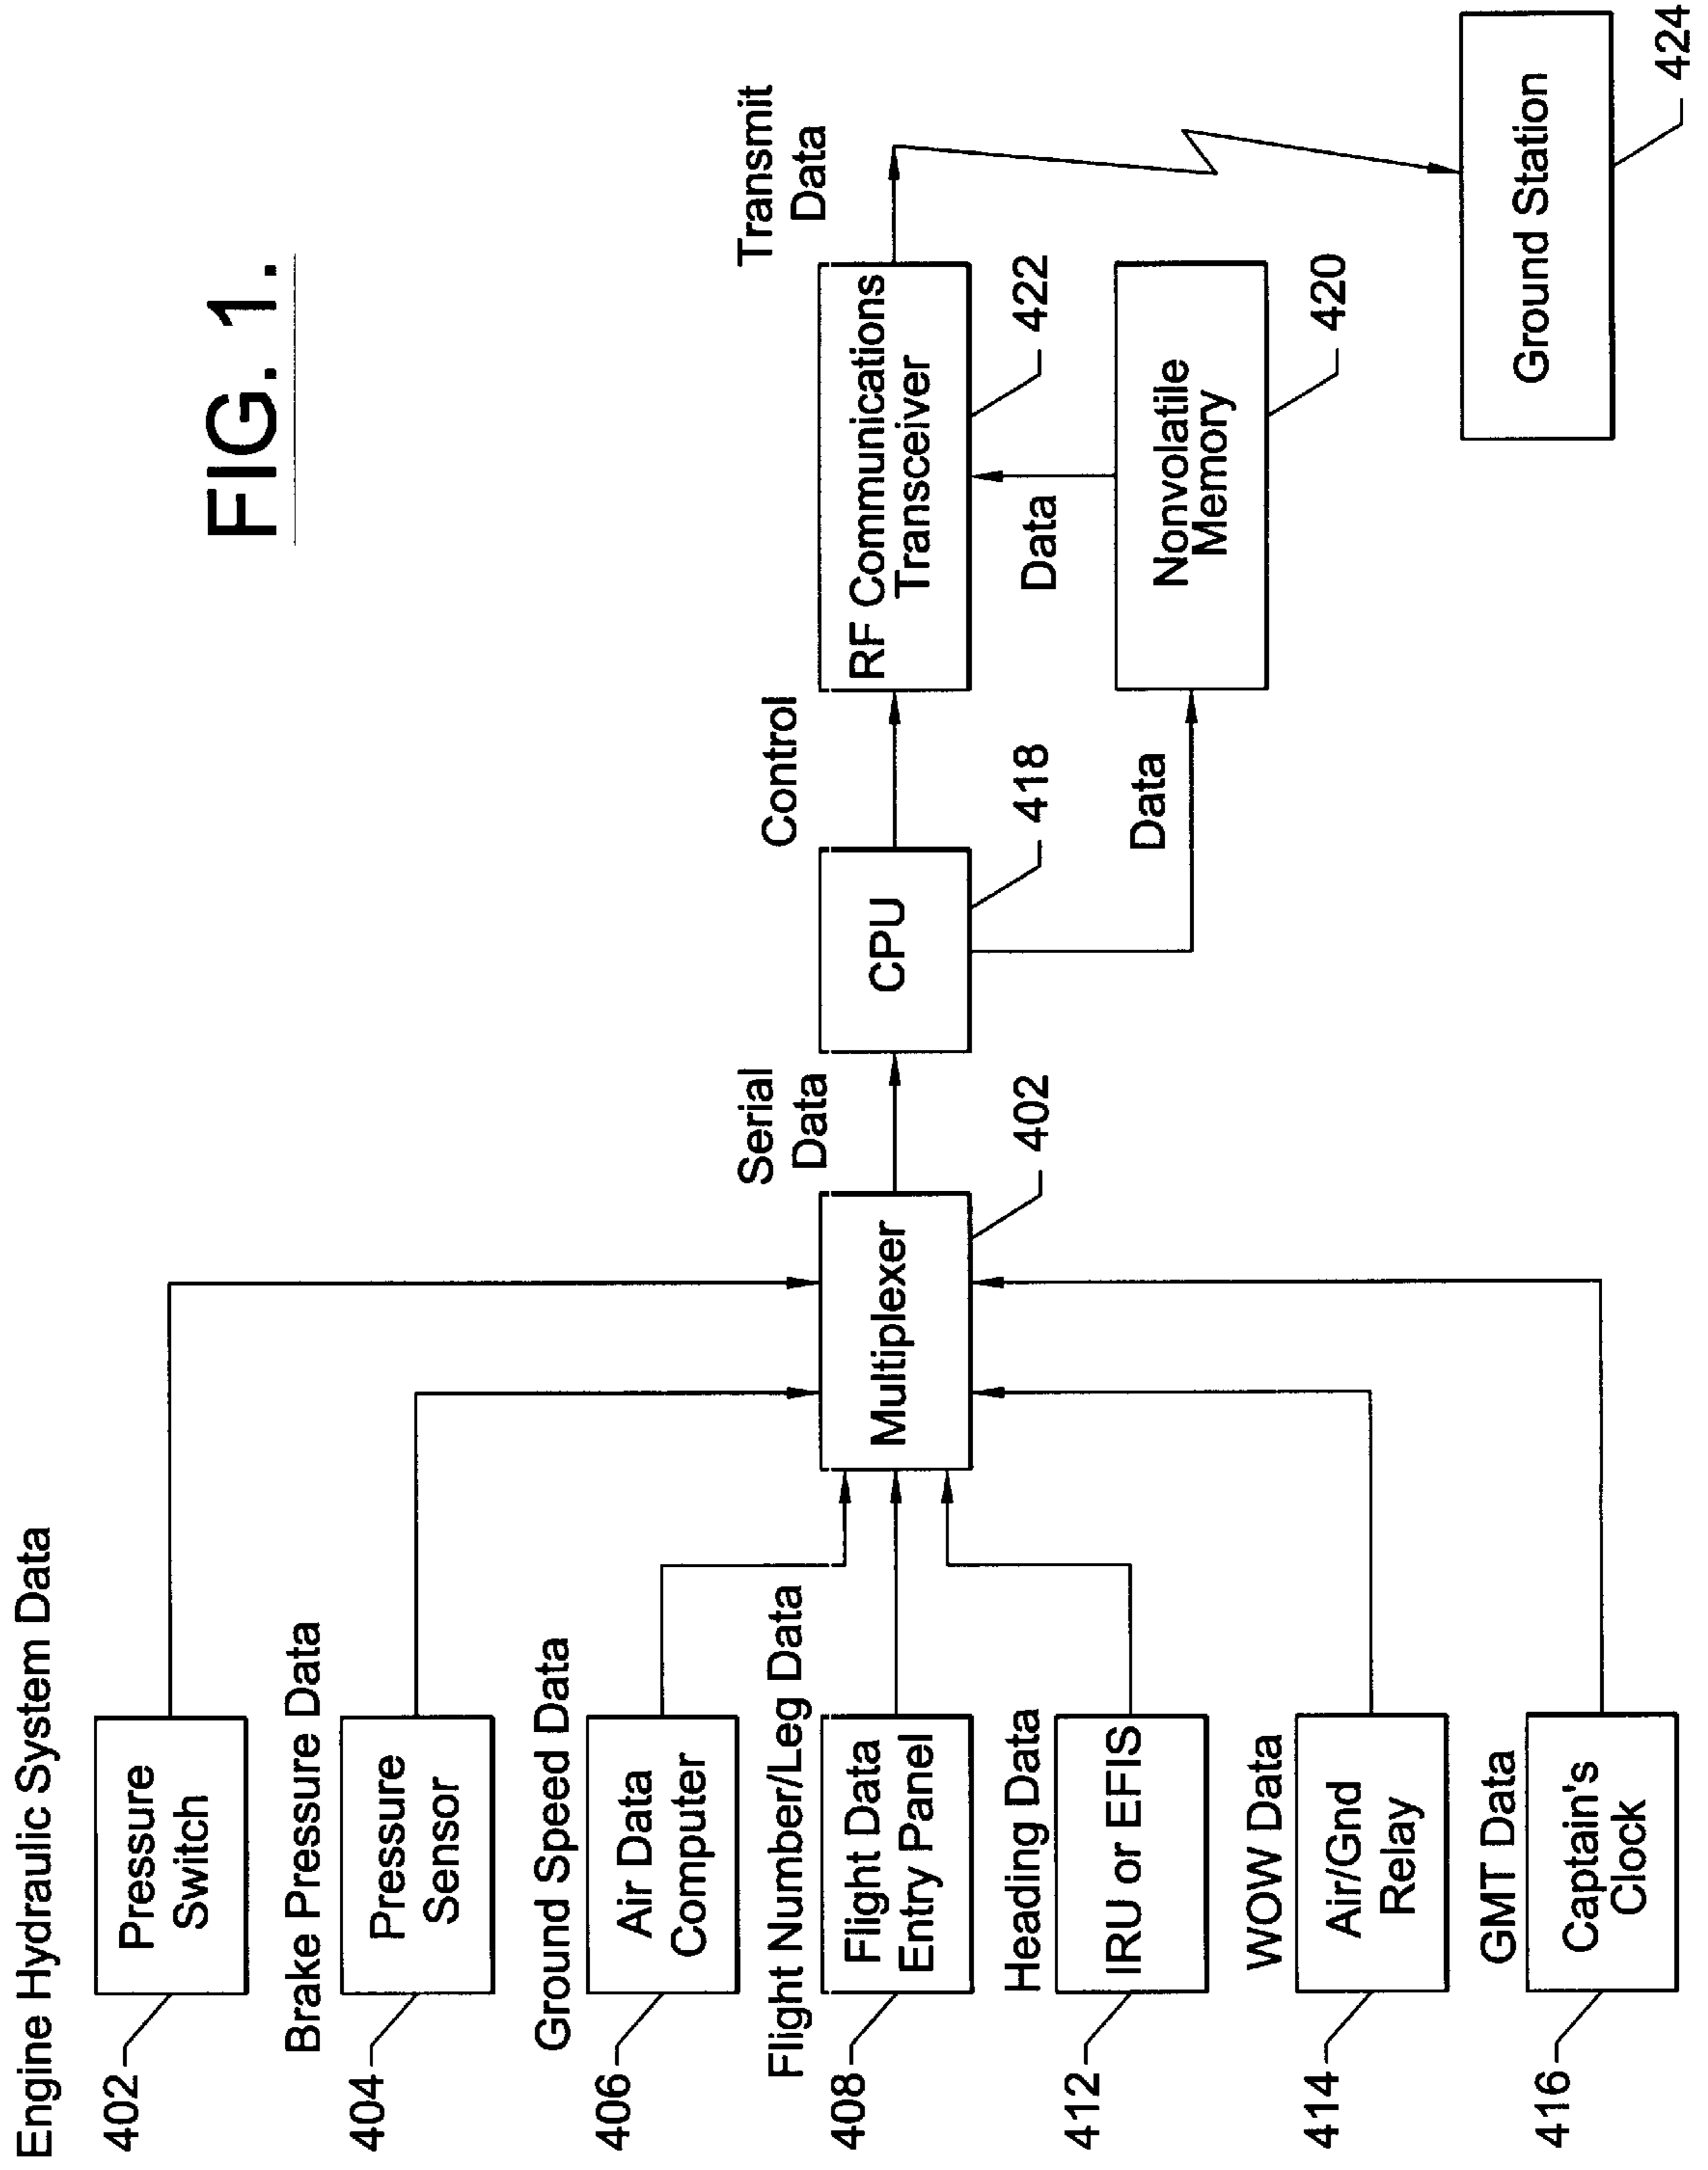 FIG. 1.
Engine Hydraulic System Data
402
Pressure
Switch
Brake Pressure Data
404
Pressure
Sensor
Ground Speed Data
406
Air Data
Computer
Flight Number/Leg Data
408
Flight Data
Entry Panel
Heading Data
412
IRU or EFIS
WOW Data
414
Air/Gnd
Relay
GMT Data
416
Captain's
Clock
Multiplexer
402
Serial
Data
CPU
418
Control
Data
RF Communications
Transceiver
422
Data
Nonvolatile
Memory
420
Transmit
Data
Ground Station
424